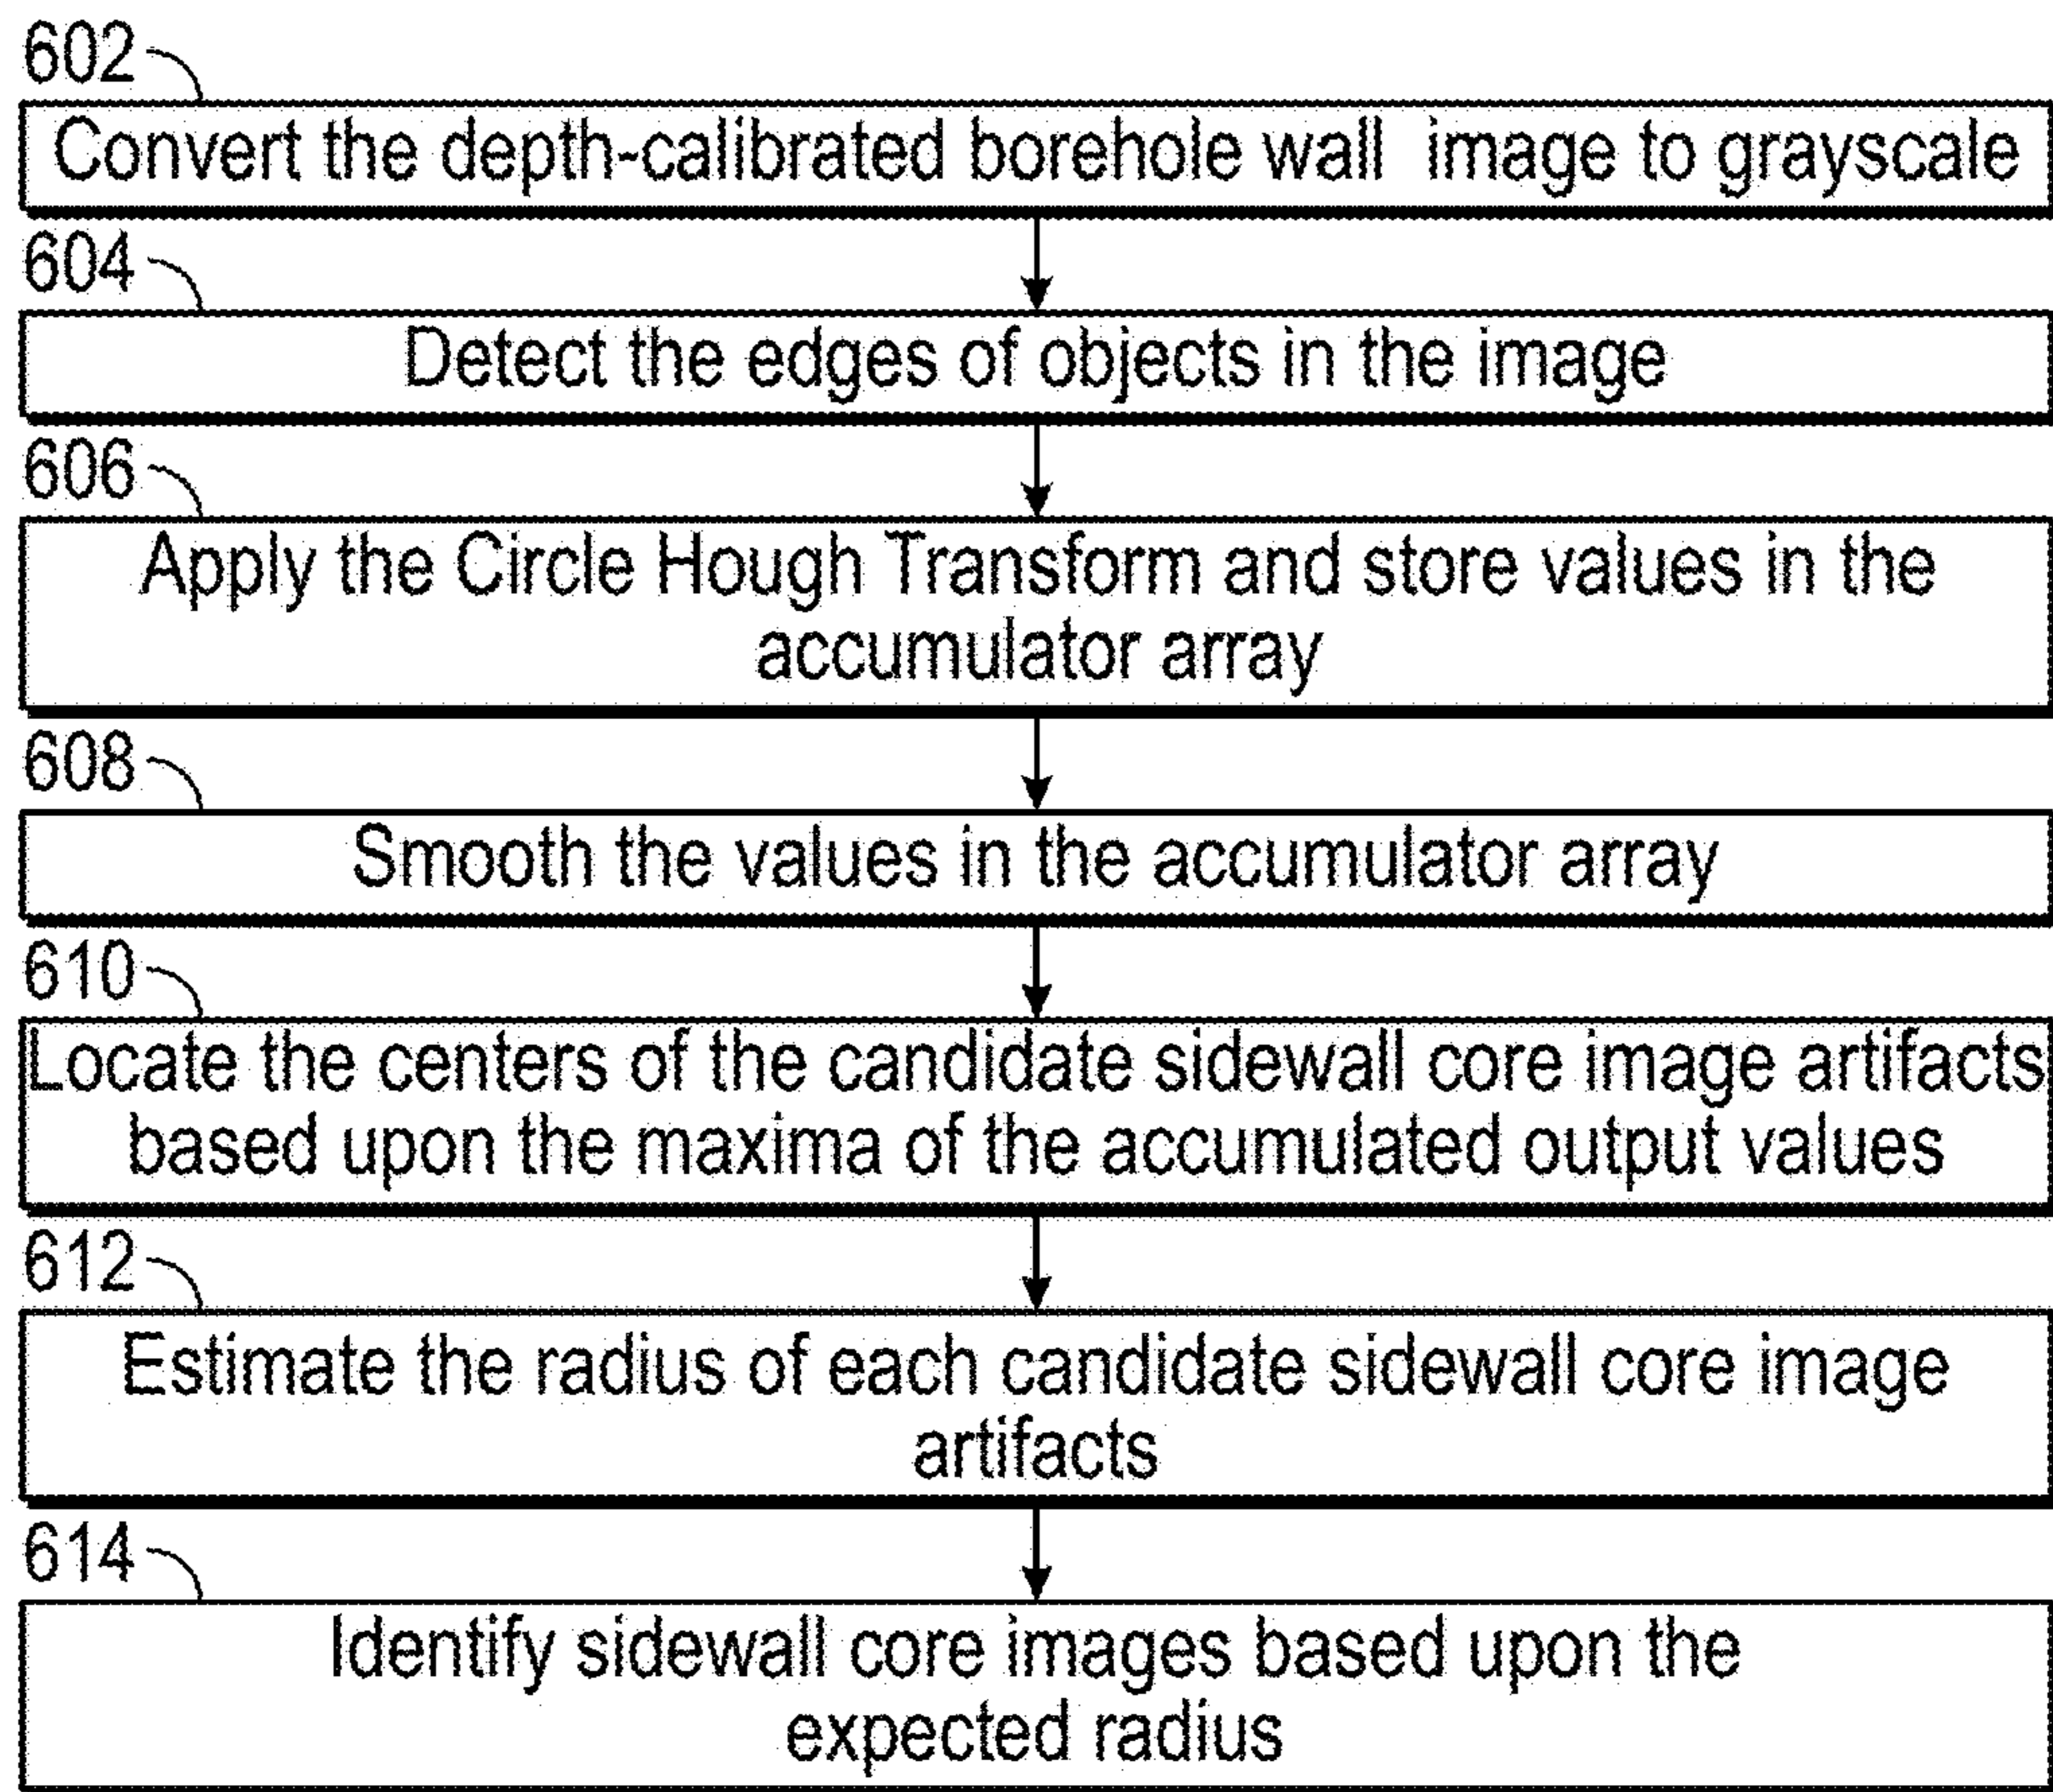 602
Convert the depth-calibrated borehole wall image to grayscale
604
Detect the edges of objects in the image
606
Apply the Circle Hough Transform and store values in the
accumulator array
608
Smooth the values in the accumulator array
610
Locate the centers of the candidate sidewall core image artifacts
based upon the maxima of the accumulated output values
612
Estimate the radius of each candidate sidewall core image
artifacts
614
Identify sidewall core images based upon the
expected radius